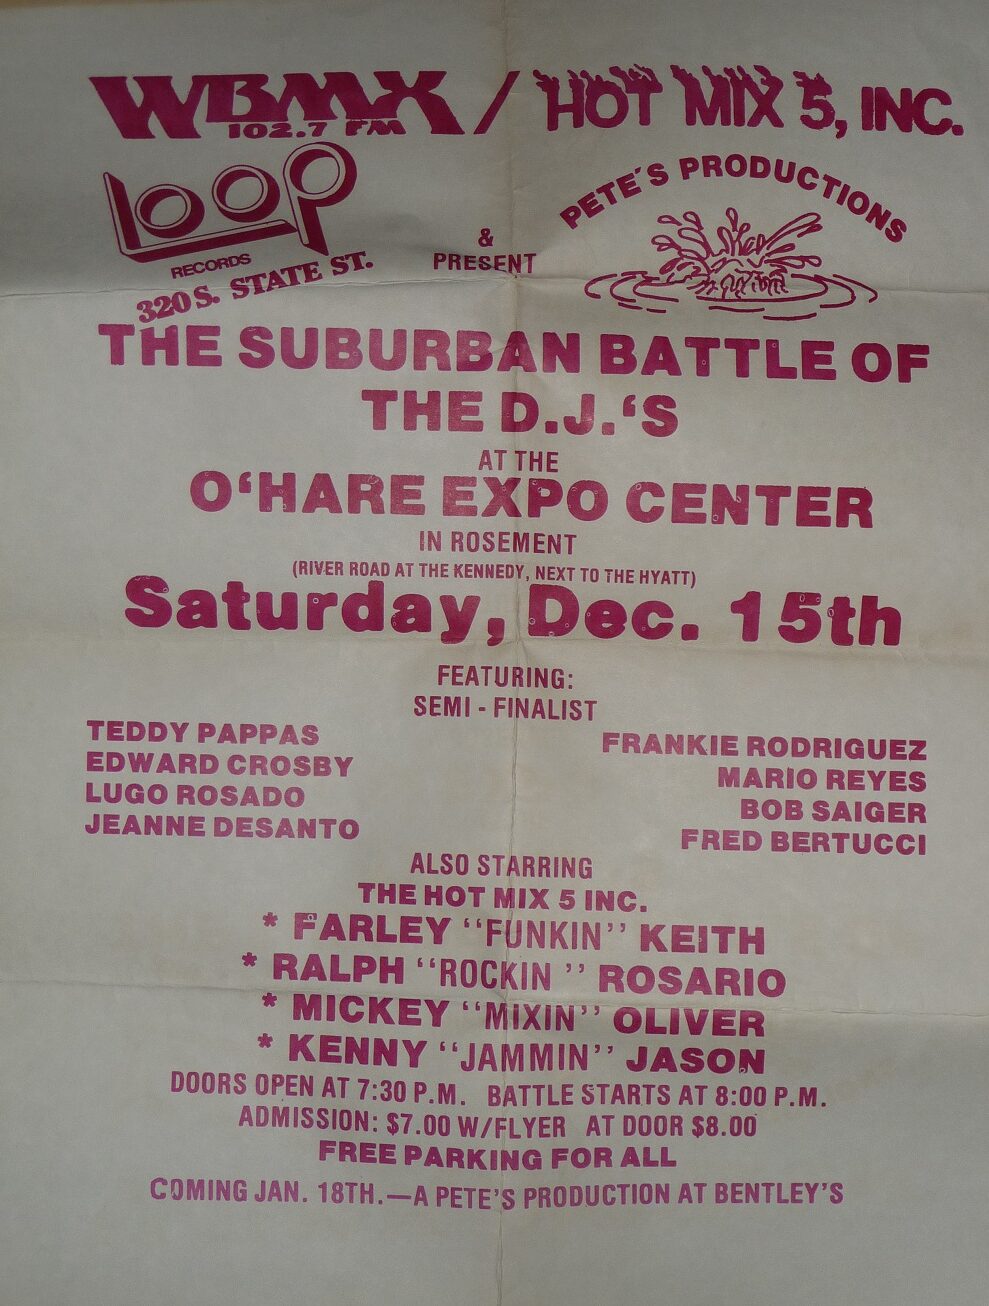 WBMX / HOT MIX 5, INC.
102.7 FM
LOOP
RECORDS
320 S. STATE ST.
&
PRESENT
PETE'S PRODUCTIONS
THE SUBURBAN BATTLE OF
THE D.J.'S
AT THE
O'HARE EXPO CENTER
IN ROSEMENT
(RIVER ROAD AT THE KENNEDY, NEXT TO THE HYATT)
Saturday, Dec. 15th
FEATURING:
SEMI - FINALIST
TEDDY PAPPAS
EDWARD CROSBY
LUGO ROSADO
JEANNE DESANTO
FRANKIE RODRIGUEZ
MARIO REYES
BOB SAIGER
FRED BERTUCCI
ALSO STARRING
THE HOT MIX 5 INC.
* FARLEY "FUNKIN" KEITH
* RALPH "ROCKIN" ROSARIO
* MICKEY "MIXIN" OLIVER
* KENNY "JAMMIN" JASON
DOORS OPEN AT 7:30 P.M. BATTLE STARTS AT 8:00 P.M.
ADMISSION: $7.00 W/FLYER AT DOOR $8.00
FREE PARKING FOR ALL
COMING JAN. 18TH.—A PETE'S PRODUCTION AT BENTLEY'S